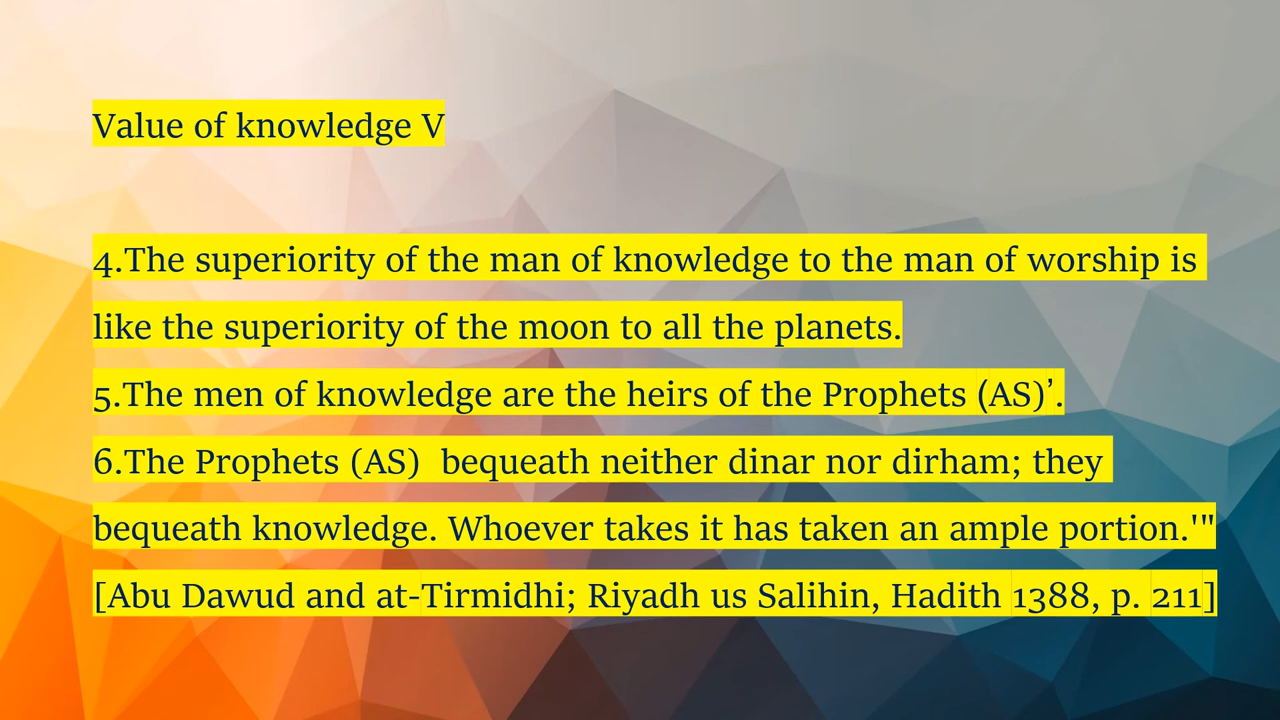 Value of knowledge V
4.The superiority of the man of knowledge to the man of worship is
like the superiority of the moon to all the planets.
5.The men of knowledge are the heirs of the Prophets (AS)’.
6.The Prophets (AS)  bequeath neither dinar nor dirham; they
bequeath knowledge. Whoever takes it has taken an ample portion.'"
[Abu Dawud and at-Tirmidhi; Riyadh us Salihin, Hadith 1388, p. 211]